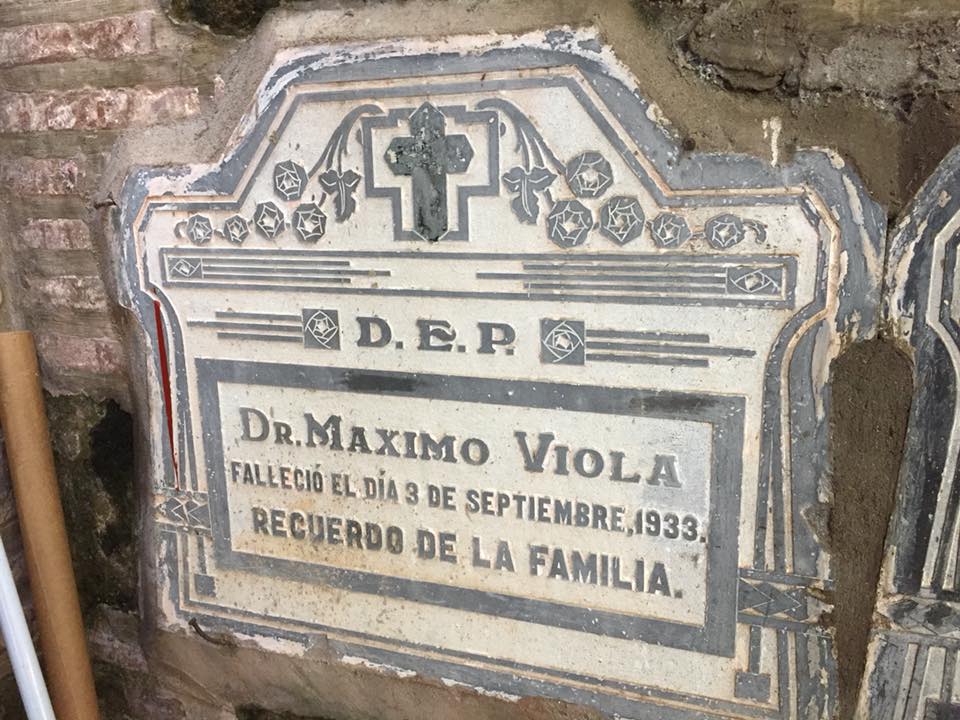 D.E.P.
DR. MAXIMO VIOLA
FALLECIÓ EL DÍA 3 DE SEPTIEMBRE, 1933.
RECUERDO DE LA FAMILIA.